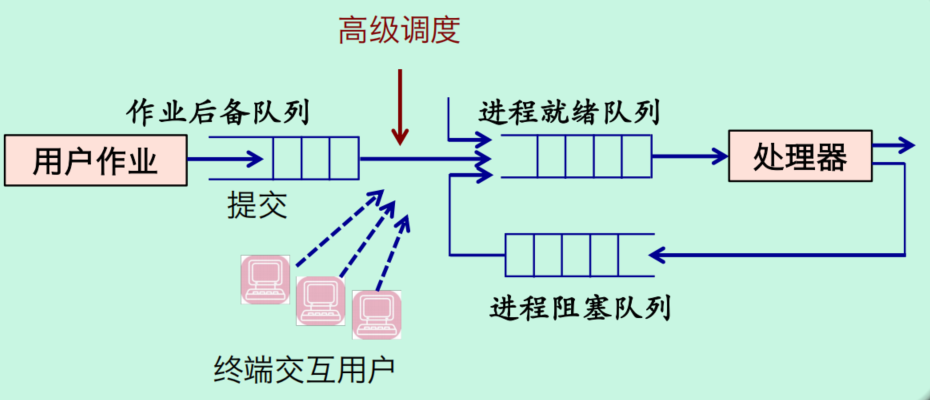 高级调度
作业后备队列
进程就绪队列
用户作业
处理器
提交
进程阻塞队列
终端交互用户